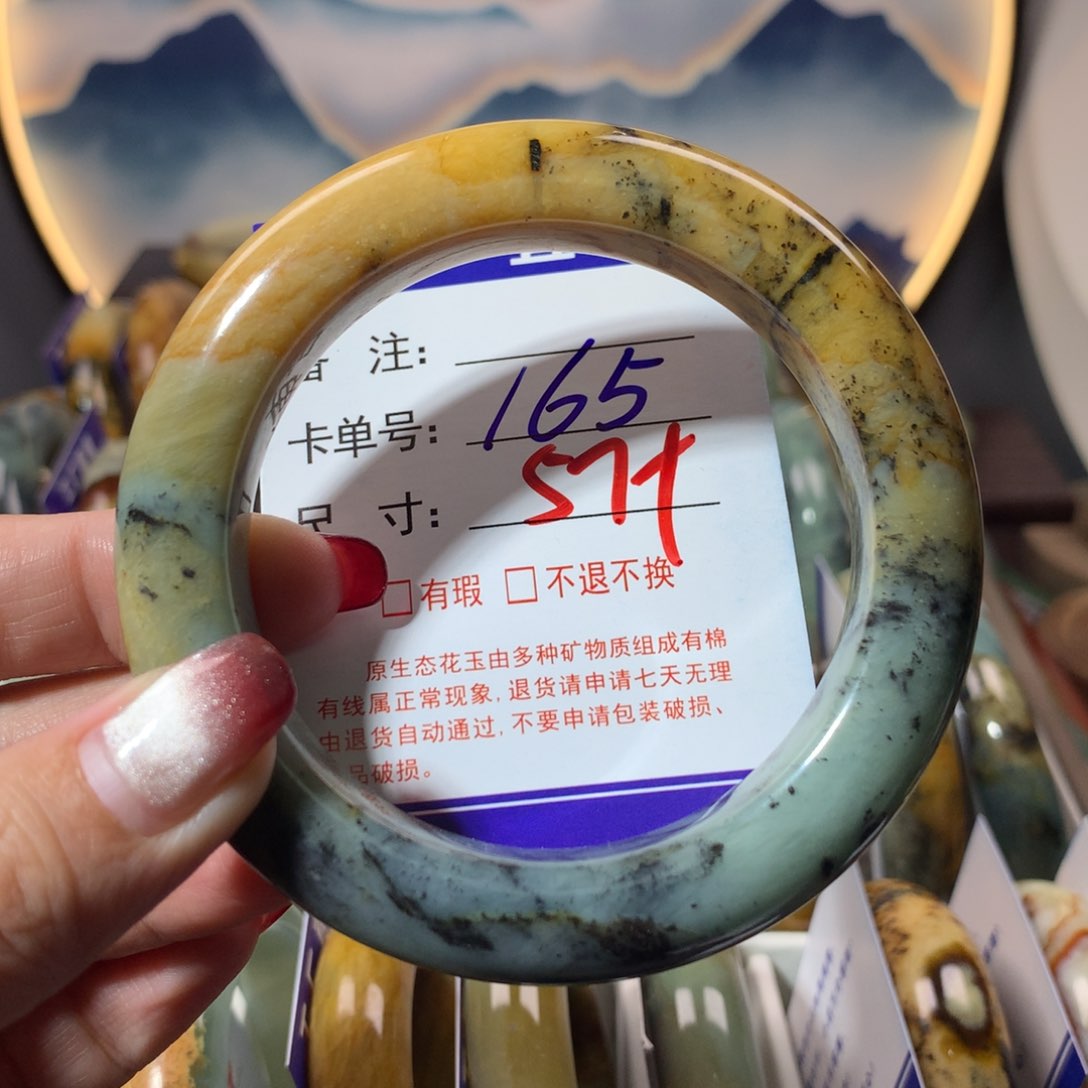 备 注:
卡单号: 165
尺 寸: 57+
□有瑕 □不退不换
原生态花玉由多种矿物质组成有棉
有线属正常现象,退货请申请七天无理
由退货自动通过,不要申请包装破损、
品破损。